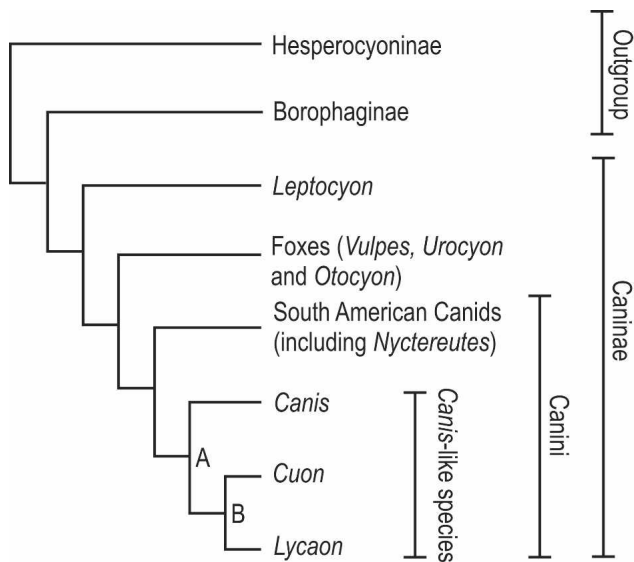 Hesperocyoninae
Borophaginae
Leptocyon
Foxes (Vulpes, Urocyon
and Otocyon)
South American Canids
(including Nyctereutes)
Canis
A
Cuon
B
Lycaon
Canis-like species
Canini
Outgroup
Caninae